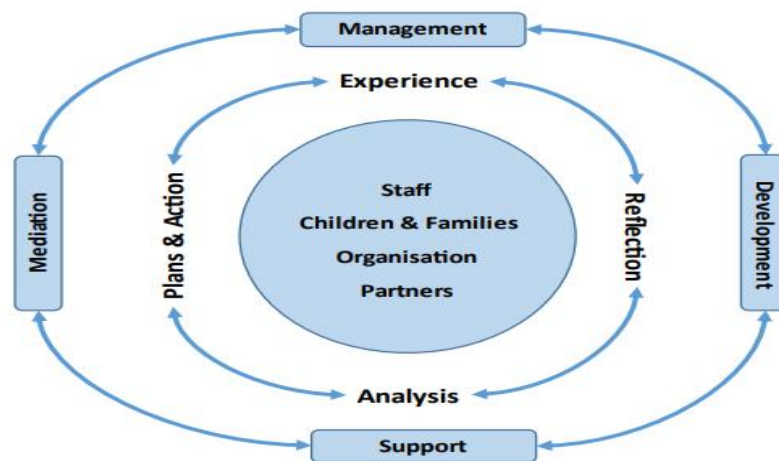 Management
Experience
Mediation
Plans & Action
Staff
Children & Families
Organisation
Partners
Reflection
Development
Analysis
Support